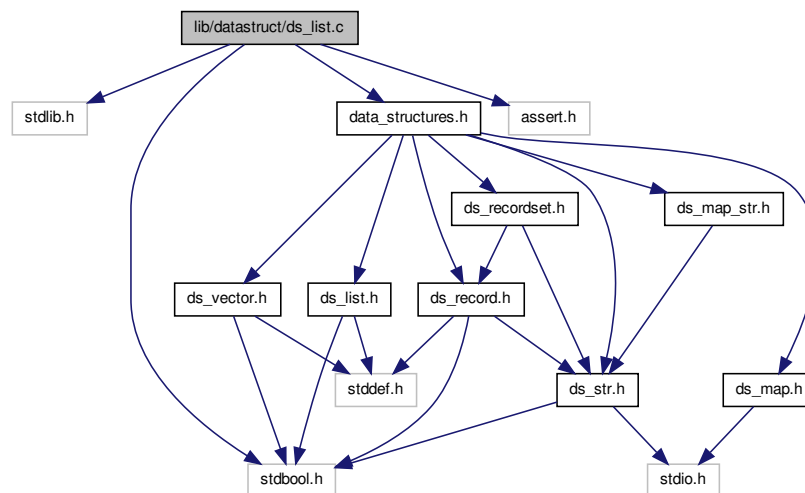 lib/datastruct/ds_list.c
stdlib.h
data_structures.h
assert.h
ds_recordset.h
ds_map_str.h
ds_vector.h
ds_list.h
ds_record.h
stddef.h
ds_str.h
ds_map.h
stdbool.h
stdio.h